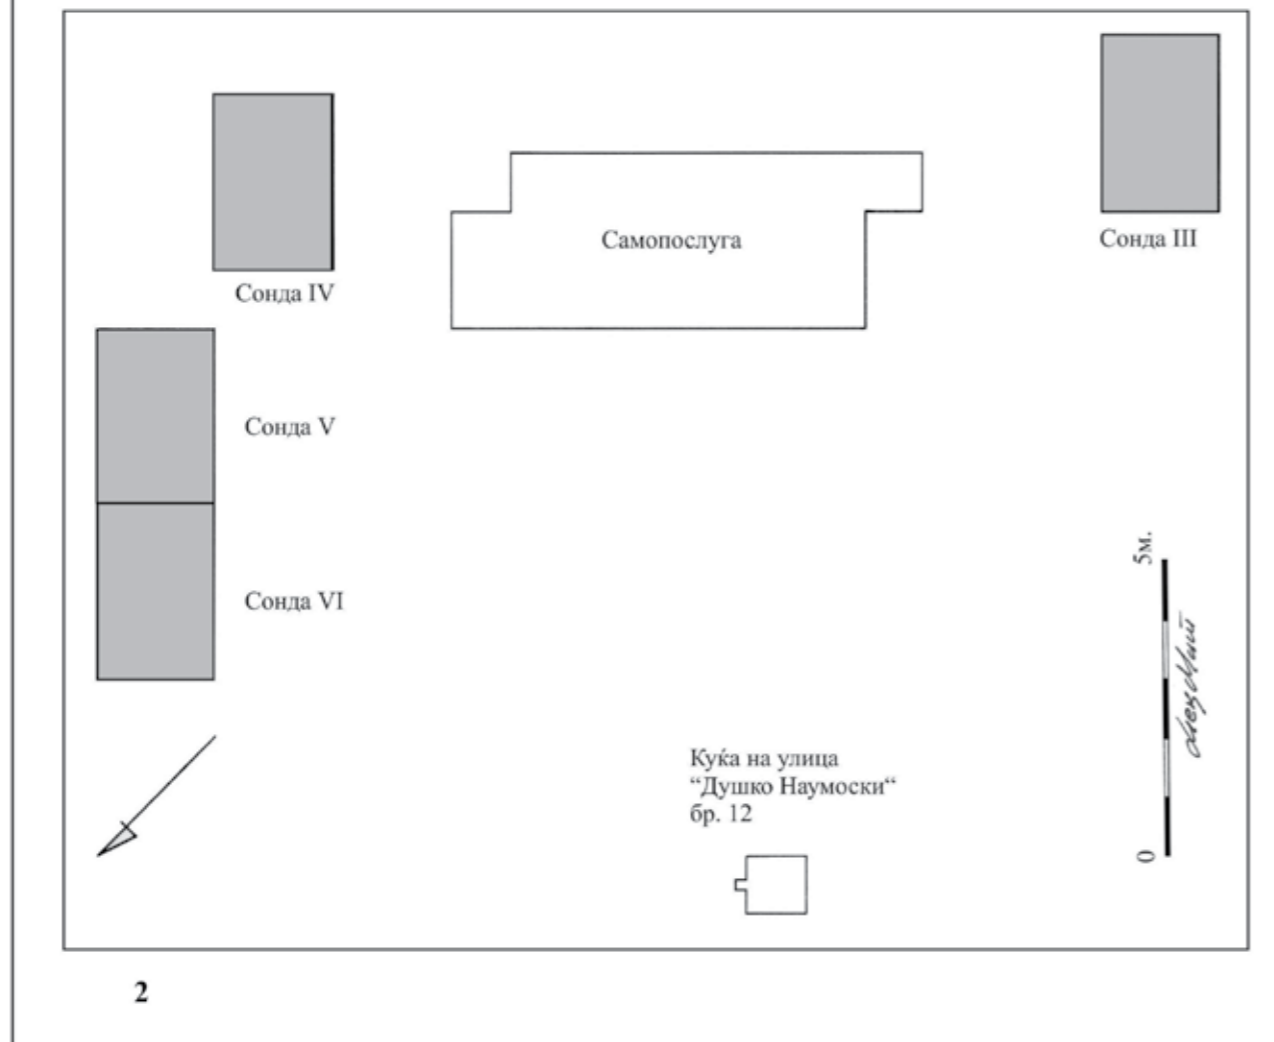 Самопослуга
Сонда III
Сонда IV
Сонда V
Сонда VI
5м.
0
Куќа на улица
“Душко Наумоски“
бр. 12
2